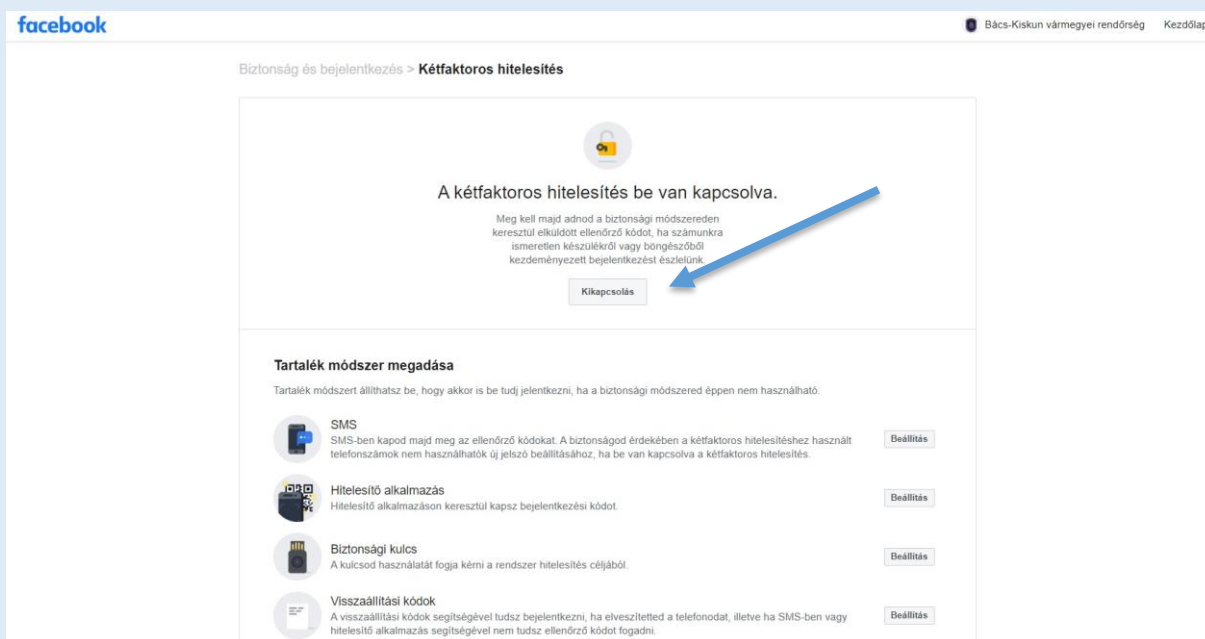 facebook
Bács-Kiskun vármegyei rendőrség Kezdőlap
Biztonság és bejelentkezés > Kétfaktoros hitelesítés
A kétfaktoros hitelesítés be van kapcsolva.
Meg kell majd adnod a biztonsági módszereden
keresztül elküldött ellenőrző kódot, ha számunkra
ismeretlen készülékről vagy böngészőből
kezdeményezett bejelentkezést észlelünk.
Kikapcsolás
Tartalék módszer megadása
Tartalék módszert állíthatsz be, hogy akkor is be tudj jelentkezni, ha a biztonsági módszered éppen nem használható.
SMS
SMS-ben kapod majd meg az ellenőrző kódokat. A biztonságod érdekében a kétfaktoros hitelesítéshez használt
telefonszámok nem használhatók új jelszó beállításához, ha be van kapcsolva a kétfaktoros hitelesítés.
Beállítás
Hitelesítő alkalmazás
Hitelesítő alkalmazáson keresztül kapsz bejelentkezési kódot.
Beállítás
Biztonsági kulcs
A kulcsod használatát fogja kérni a rendszer hitelesítés céljából.
Beállítás
Visszaállítási kódok
A visszaállítási kódok segítségével tudsz bejelentkezni, ha elveszítetted a telefonodat, illetve ha SMS-ben vagy
hitelesítő alkalmazás segítségével nem tudsz ellenőrző kódot fogadni.
Beállítás